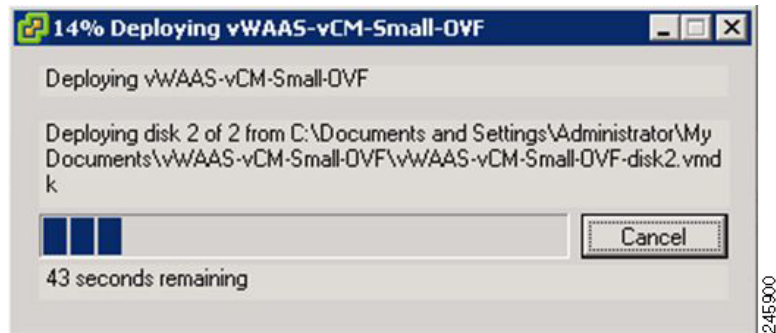 14% Deploying vWAAS-vCM-Small-OVF
Deploying vWAAS-vCM-Small-OVF
Deploying disk 2 of 2 from C:\Documents and Settings\Administrator\My
Documents\vWAAS-vCM-Small-OVF\vWAAS-vCM-Small-OVF-disk2.vmd
k
Cancel
43 seconds remaining
245900